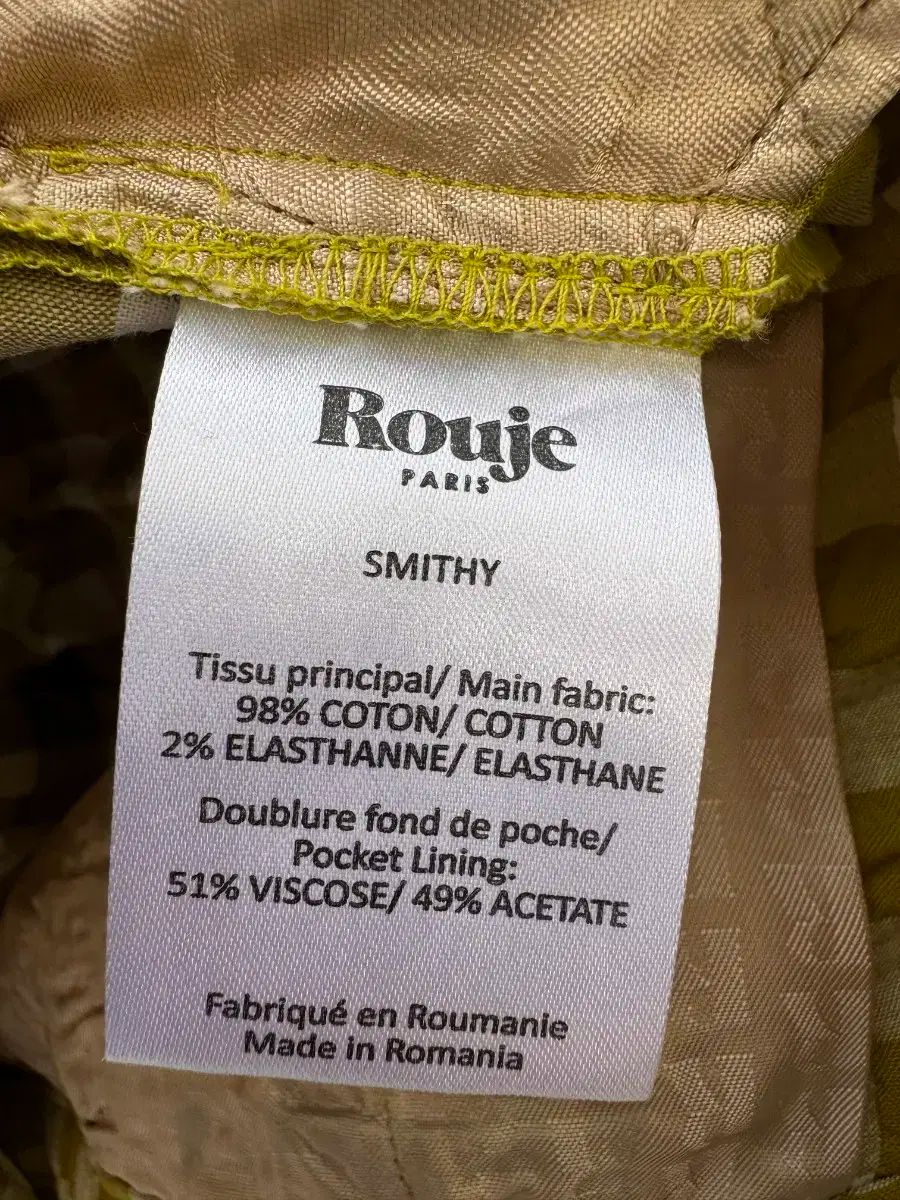 Rouje
PARIS
SMITHY
Tissu principal/ Main fabric:
98% COTON/ COTTON
2% ELASTHANNE/ ELASTHANE
Doublure fond de poche/
Pocket Lining:
51% VISCOSE/ 49% ACETATE
Fabriqué en Roumanie
Made in Romania